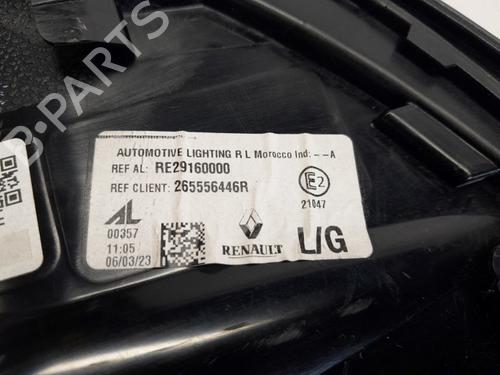 B-PARTS
AUTOMOTIVE LIGHTING R L Morocco Ind: --A
REF AL: RE29160000
REF CLIENT: 265556446R
E2
21047
AL
00357
11:05
06/03/23
RENAULT
L/G